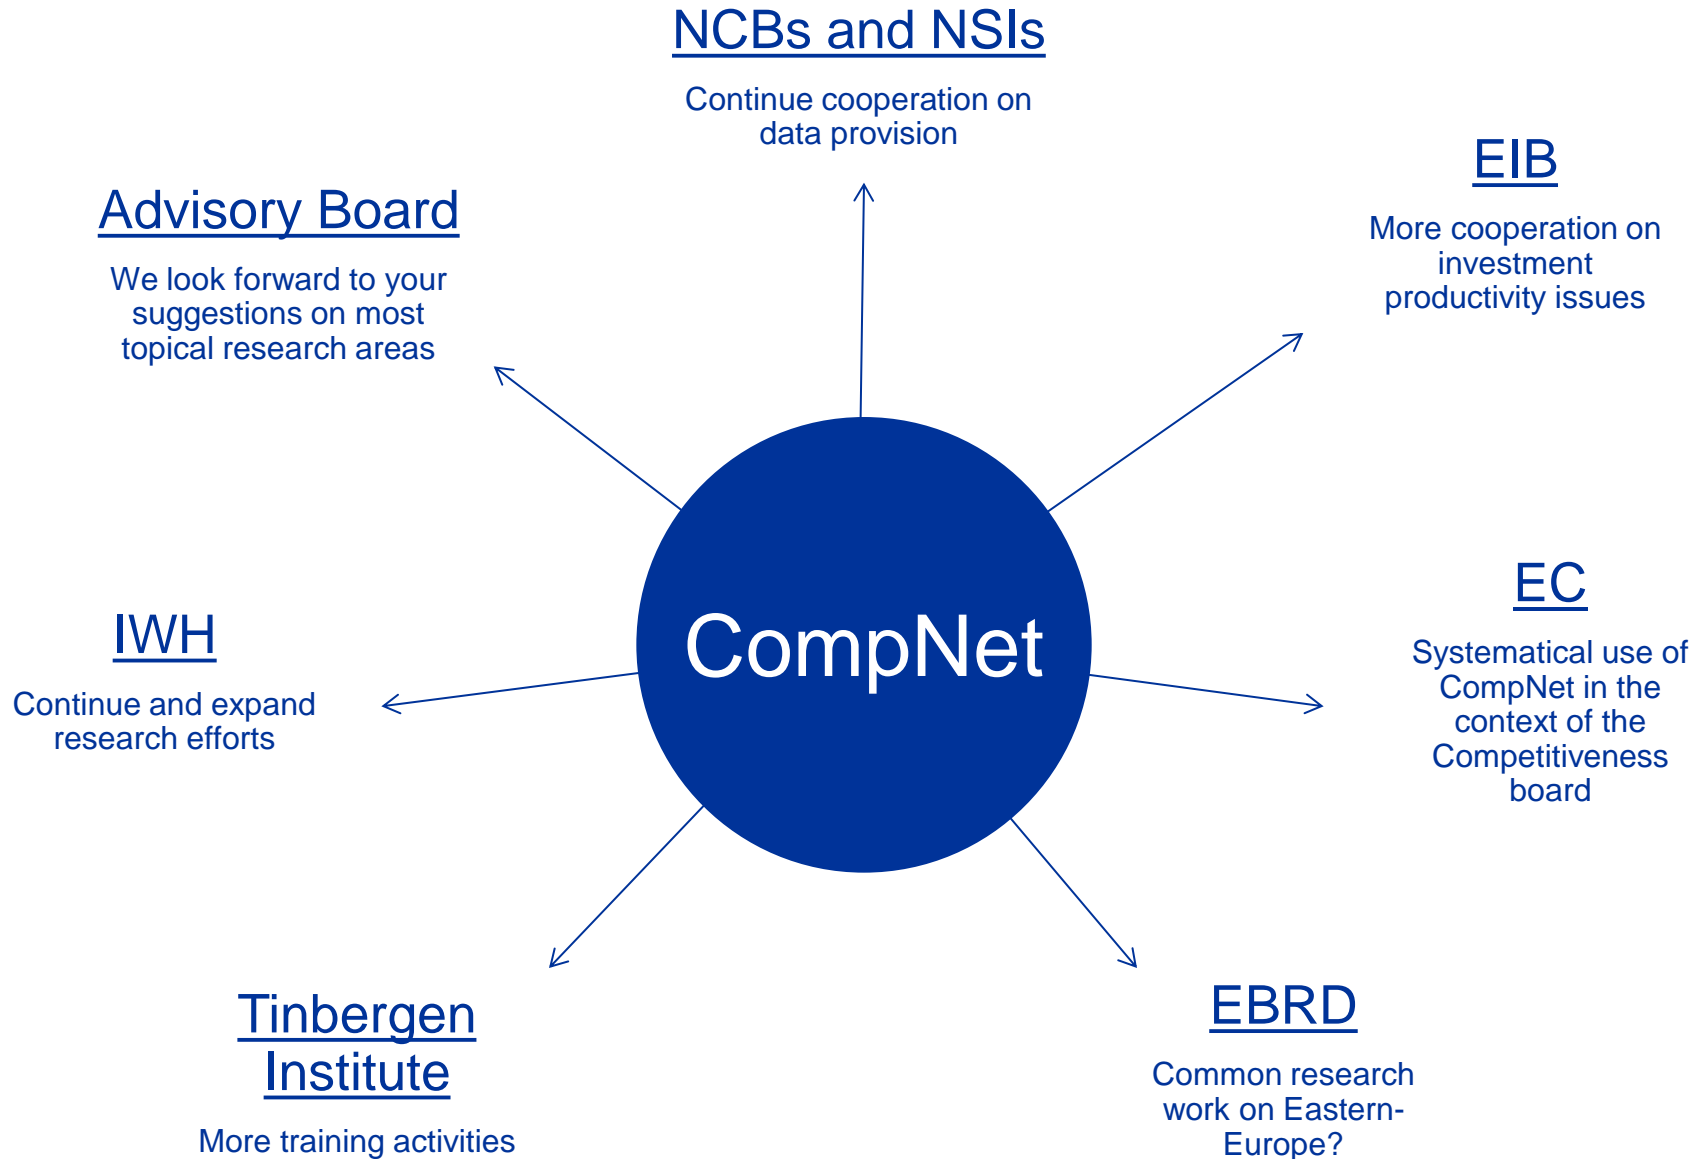 NCBs and NSIs
Continue cooperation on
data provision
EIB
More cooperation on
investment
productivity issues
Advisory Board
We look forward to your
suggestions on most
topical research areas
CompNet
EC
Systematical use of
CompNet in the
context of the
Competitiveness
board
IWH
Continue and expand
research efforts
Tinbergen
Institute
More training activities
EBRD
Common research
work on Eastern-
Europe?